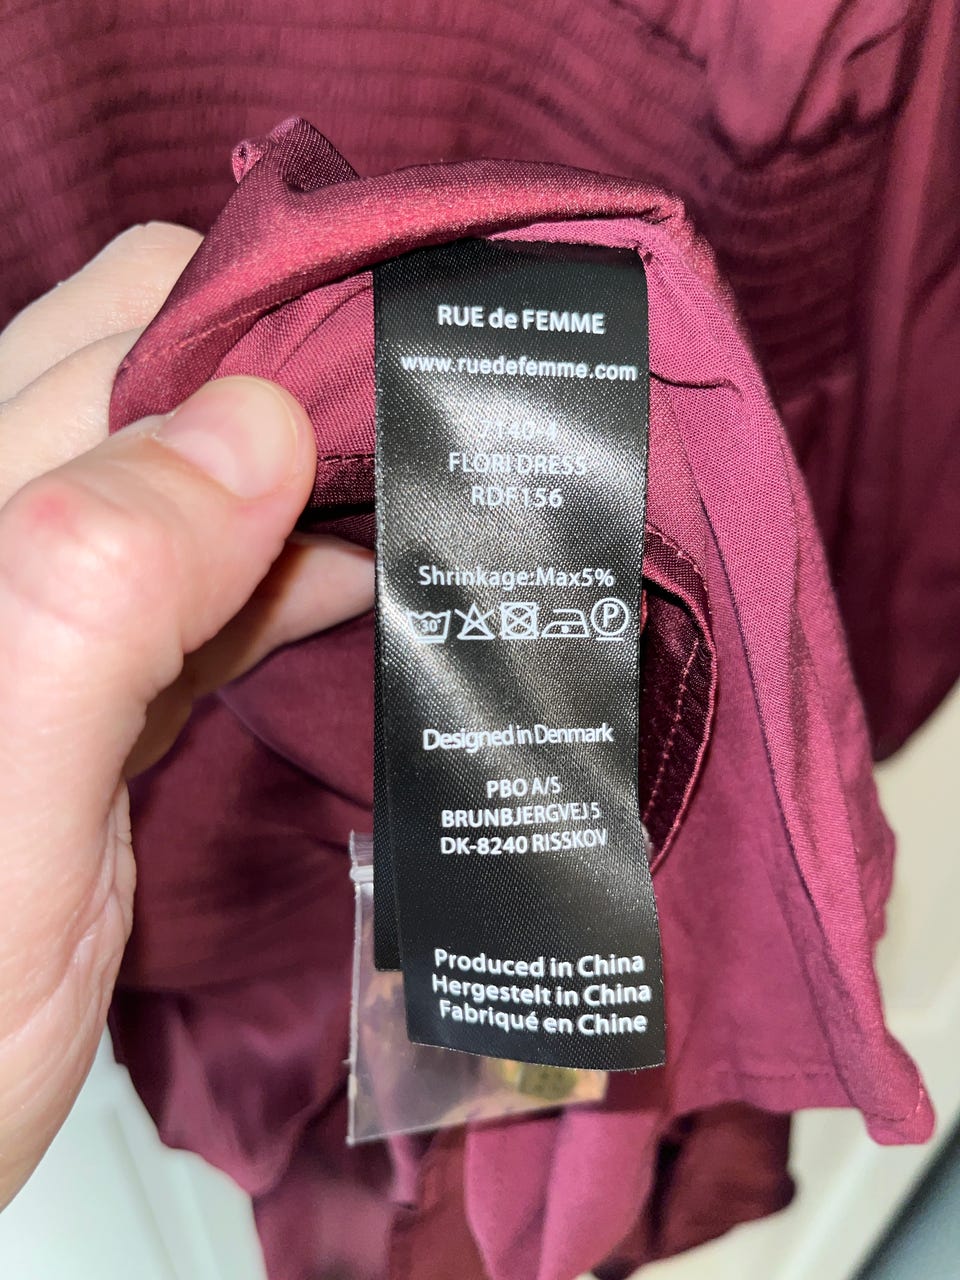 RUE de FEMME
www.ruedefemme.com
FLORI DRESS
RDF156
Shrinkage:Max5%
30°
P
Designed in Denmark
PBO A/S
BRUNBJERGVEJ 5
DK-8240 RISSKOV
Produced in China
Hergestelt in China
Fabriqué en Chine